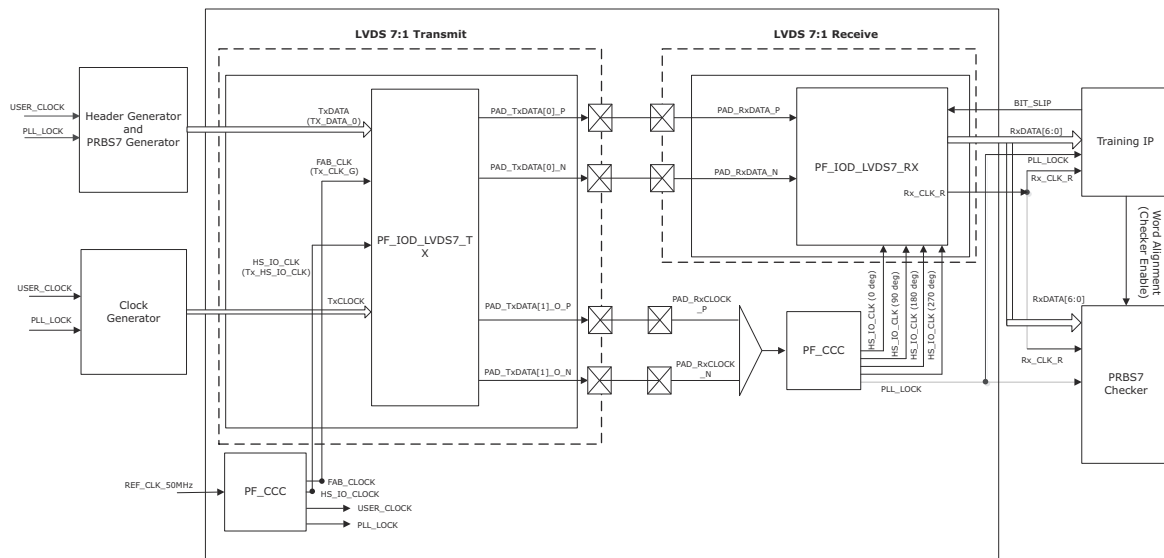 LVDS 7:1 Transmit
LVDS 7:1 Receive
USER_CLOCK
PLL_LOCK
Header Generator
and
PRBS7 Generator
TxDATA
(TX_DATA_0)
FAB_CLK
(Tx_CLK_G)
HS_IO_CLK
(Tx_HS_IO_CLK)
TxCLOCK
USER_CLOCK
PLL_LOCK
Clock
Generator
PF_IOD_LVDS7_T
X
PAD_TxDATA[0]_P
PAD_TxDATA[0]_N
PAD_TxDATA[1]_O_P
PAD_TxDATA[1]_O_N
PAD_RxDATA_P
PAD_RxDATA_N
PF_IOD_LVDS7_RX
PAD_RxCLOCK
_P
PAD_RxCLOCK
_N
PF_CCC
HS_IO_CLK (0 deg)
HS_IO_CLK (90 deg)
HS_IO_CLK (180 deg)
HS_IO_CLK (270 deg)
PLL_LOCK
BIT_SLIP
RxDATA[6:0]
PLL_LOCK
Rx_CLK_R
Rx_CLK_R
Training IP
Word Alignment
(Checker Enable)
RxDATA[6:0]
Rx_CLK_R
PRBS7
Checker
REF_CLK_50MHz
PF_CCC
FAB_CLOCK
HS_IO_CLOCK
USER_CLOCK
PLL_LOCK